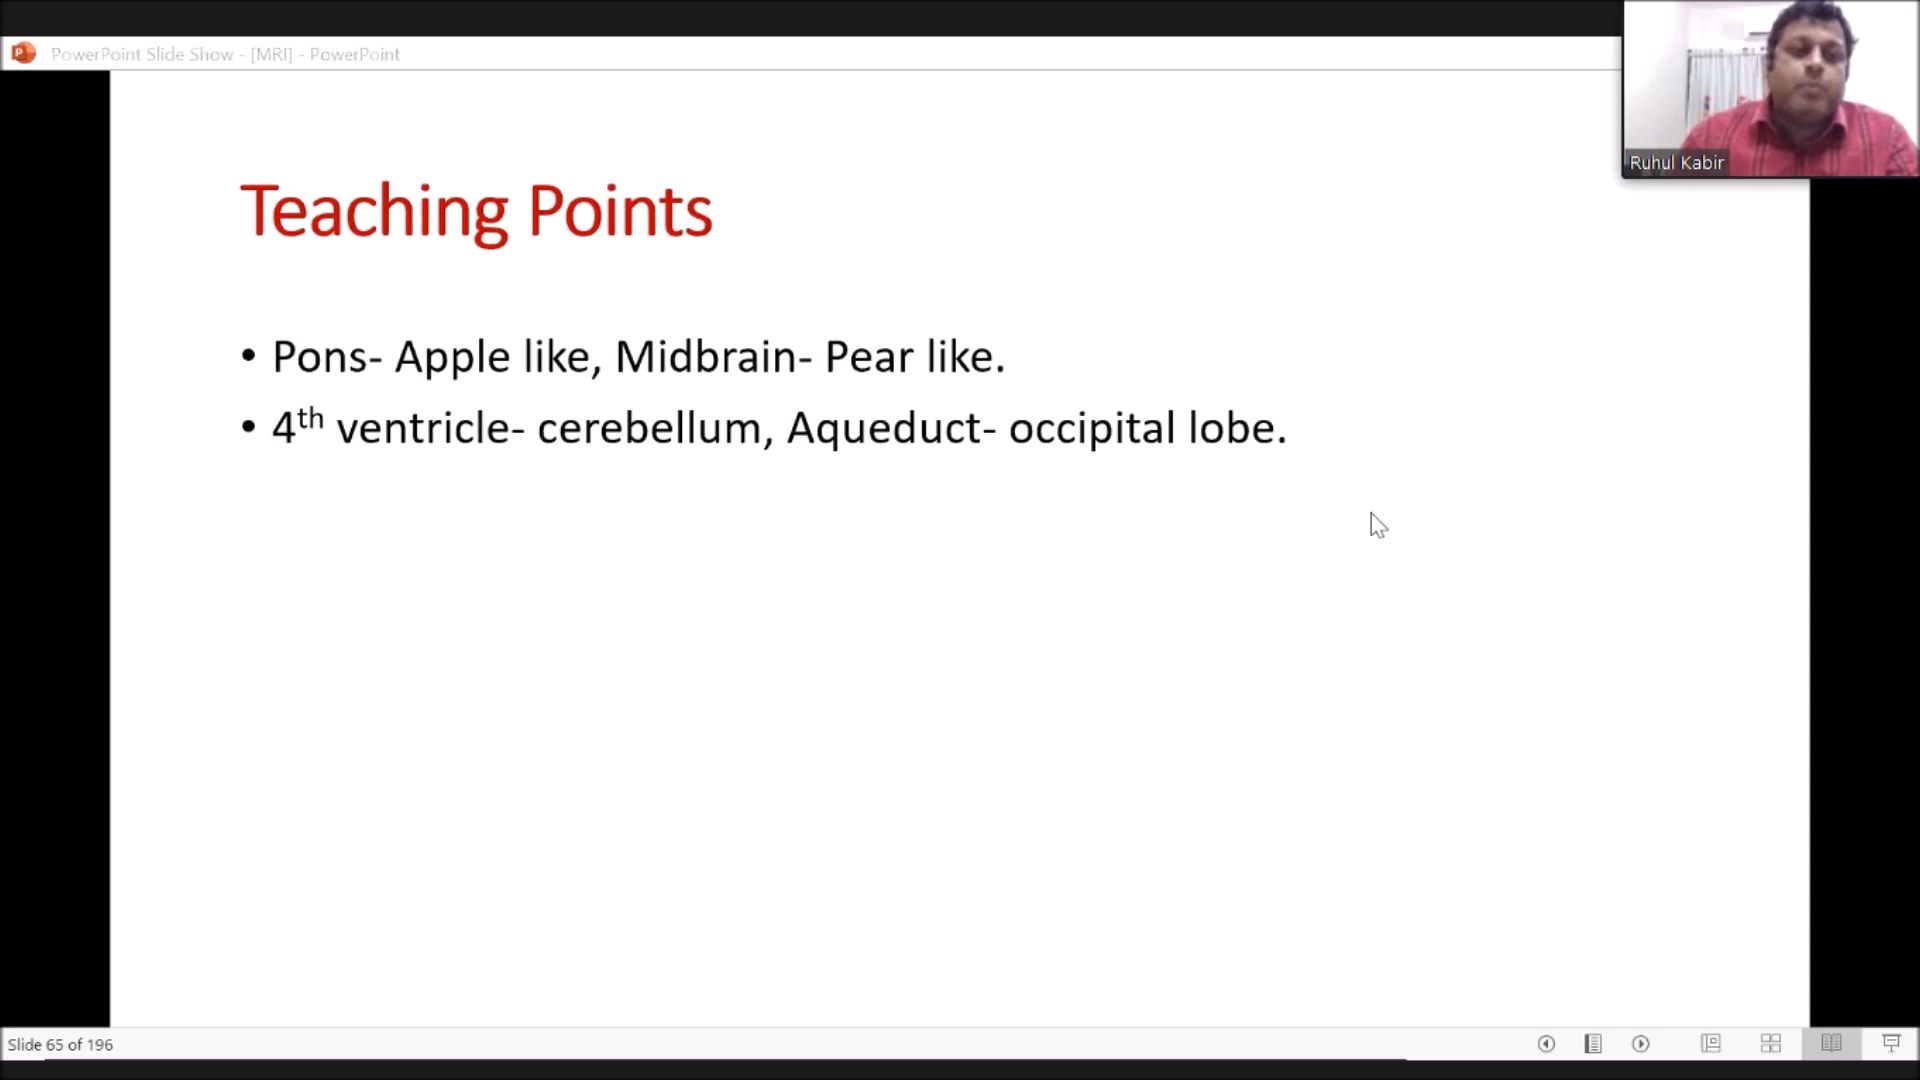 PowerPoint Slide Show - [MRI] - PowerPoint
Ruhul Kabir
Teaching Points
• Pons- Apple like, Midbrain- Pear like.
• 4th ventricle- cerebellum, Aqueduct- occipital lobe.
Slide 65 of 196